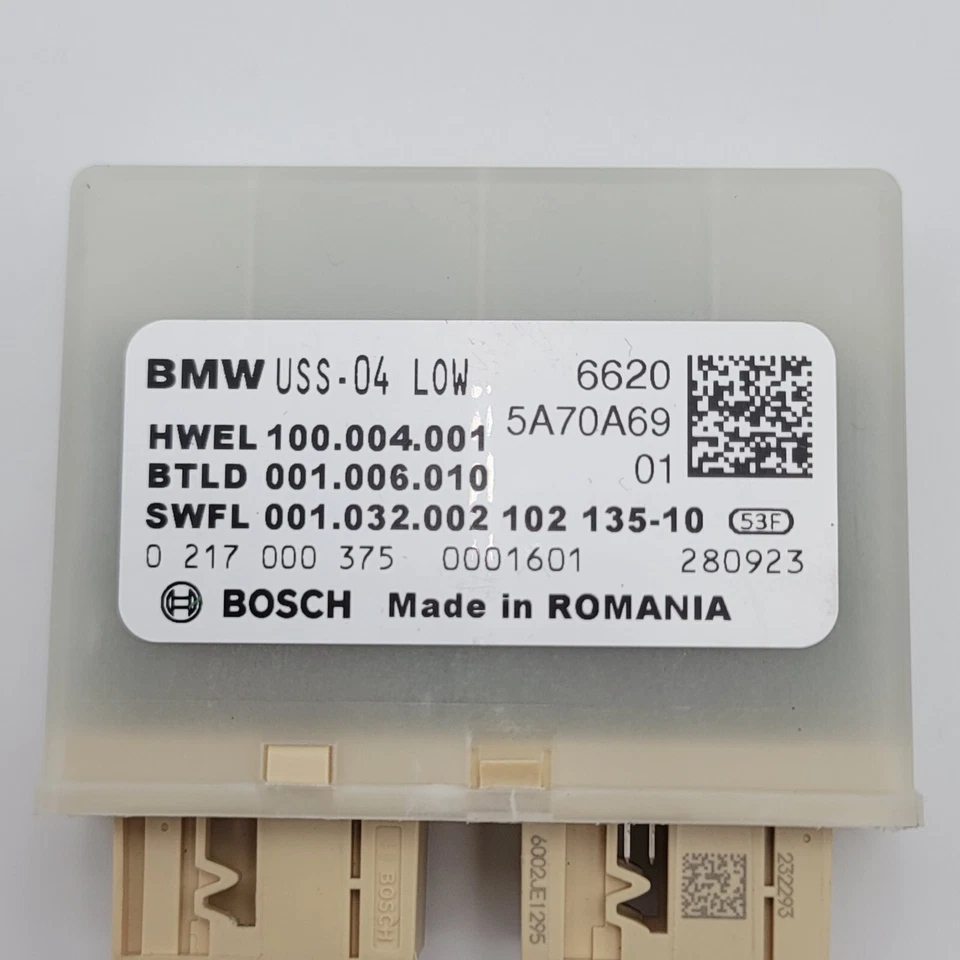 BMW USS-04 LOW 6620
HWEL 100.004.001 5A70A69
BTLD 001.006.010 01
SWFL 001.032.002 102 135-10 53F
0 217 000 375 0001601 280923
BOSCH Made in ROMANIA
BOSCH
6002JE1295
232293